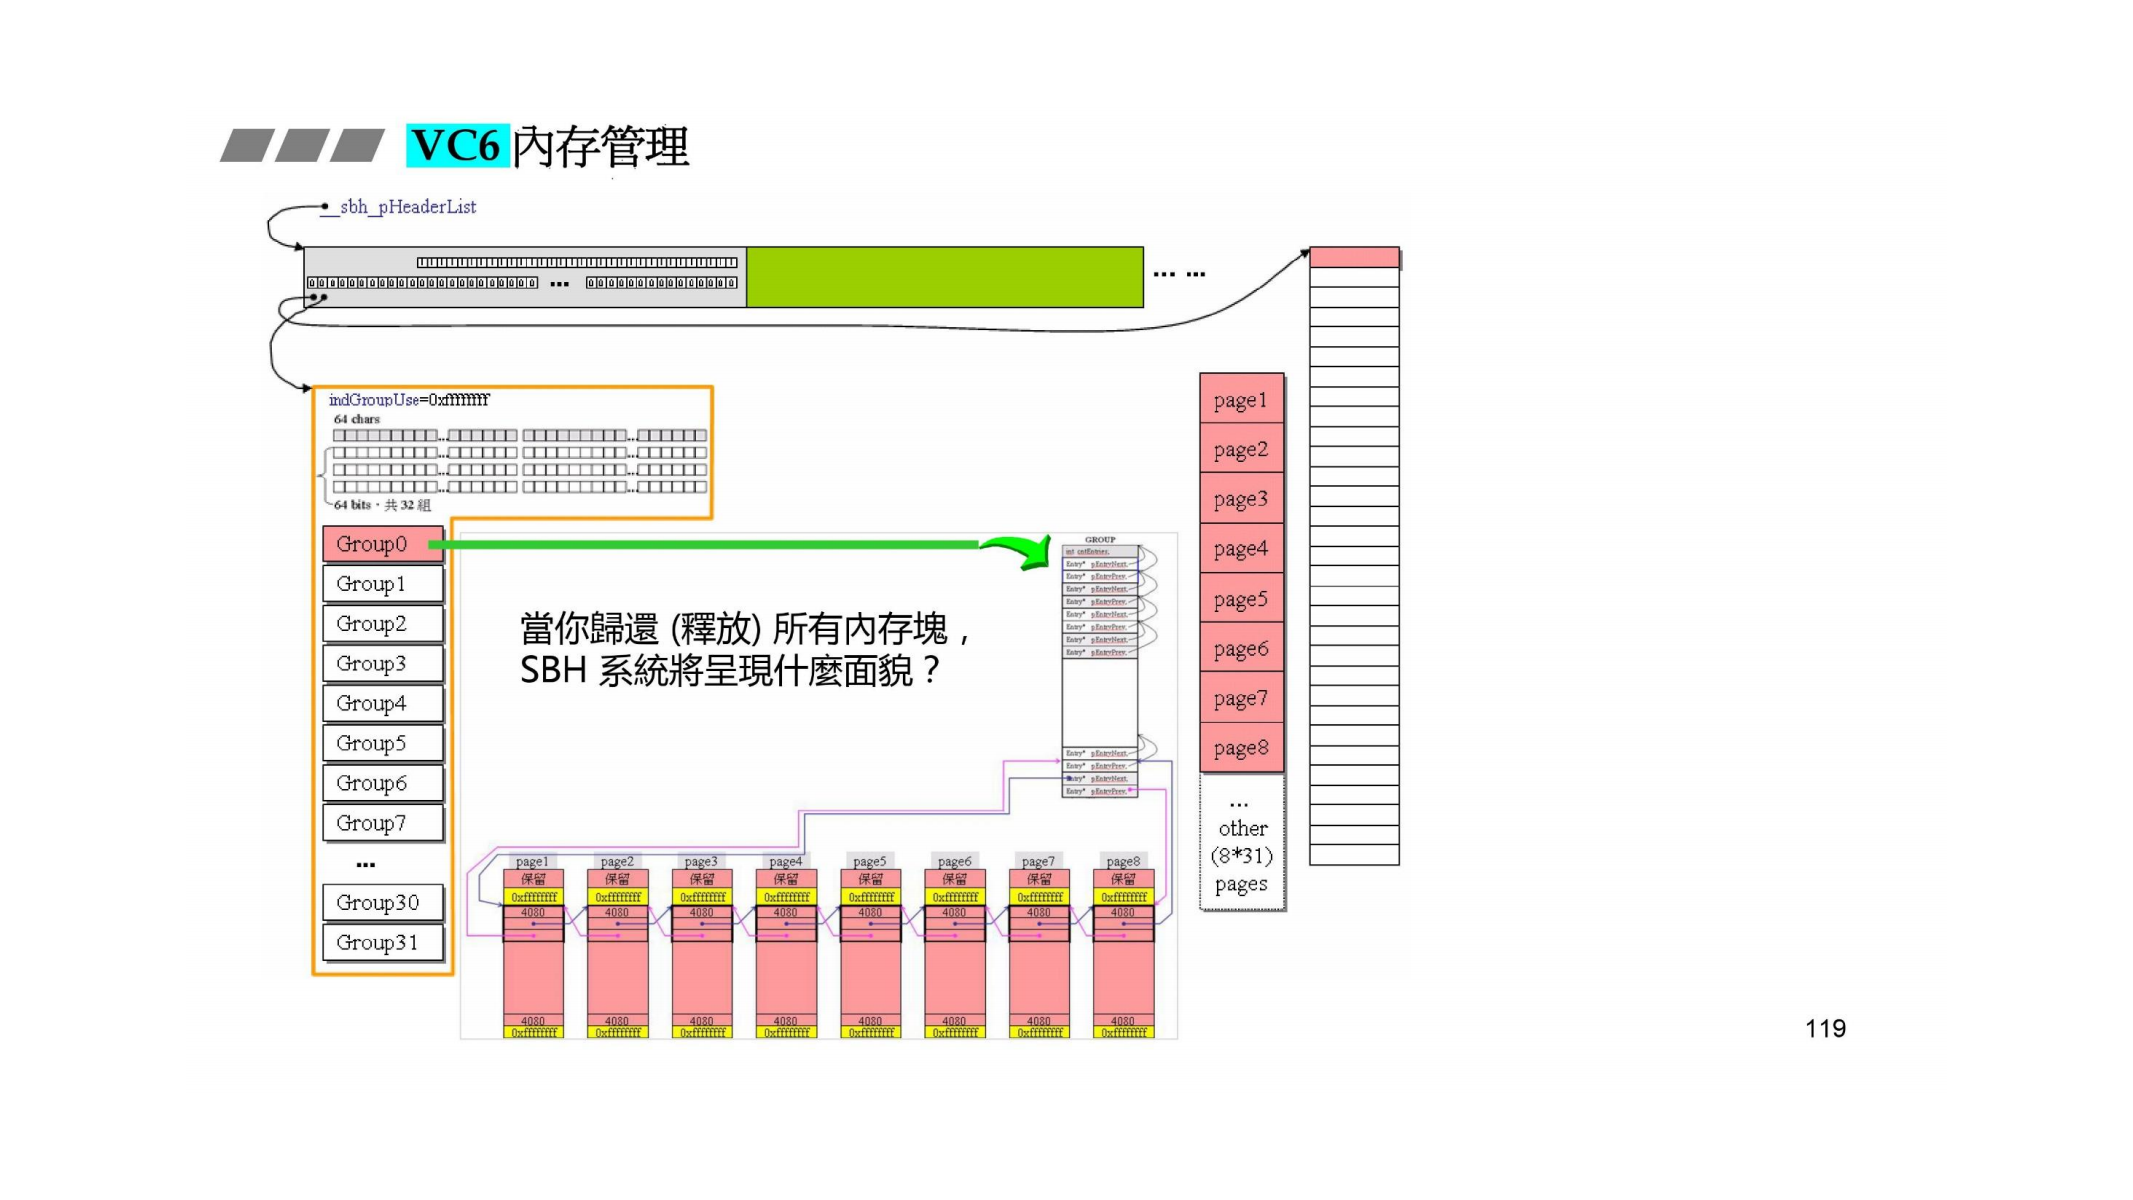 VC6 內存管理
__sbh_pHeaderList
... ...
indGroupUse=0xffffffff
64 chars
64 bits，共 32 組
Group0
Group1
Group2
Group3
Group4
Group5
Group6
Group7
...
Group30
Group31
當你歸還 (釋放) 所有內存塊，
SBH 系統將呈現什麼面貌？
GROUP
int cntEntries;
Entry* pEntryNext;
Entry* pEntryPrev;
Entry* pEntryNext;
Entry* pEntryPrev;
Entry* pEntryNext;
Entry* pEntryPrev;
Entry* pEntryNext;
Entry* pEntryPrev;
Entry* pEntryNext;
Entry* pEntryPrev;
Entry* pEntryNext;
Entry* pEntryPrev;
page1 page2 page3 page4 page5 page6 page7 page8
保留 保留 保留 保留 保留 保留 保留 保留
0xffffffff 0xffffffff 0xffffffff 0xffffffff 0xffffffff 0xffffffff 0xffffffff 0xffffffff
4080 4080 4080 4080 4080 4080 4080 4080
4080 4080 4080 4080 4080 4080 4080 4080
0xffffffff 0xffffffff 0xffffffff 0xffffffff 0xffffffff 0xffffffff 0xffffffff 0xffffffff
page1
page2
page3
page4
page5
page6
page7
page8
...
other
(8*31)
pages
119